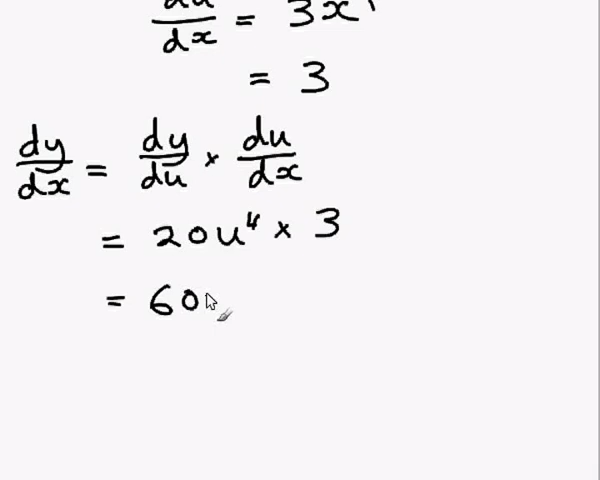 du/dx = 3x
= 3
dy/dx = dy/du × du/dx
= 20u⁴ × 3
= 60